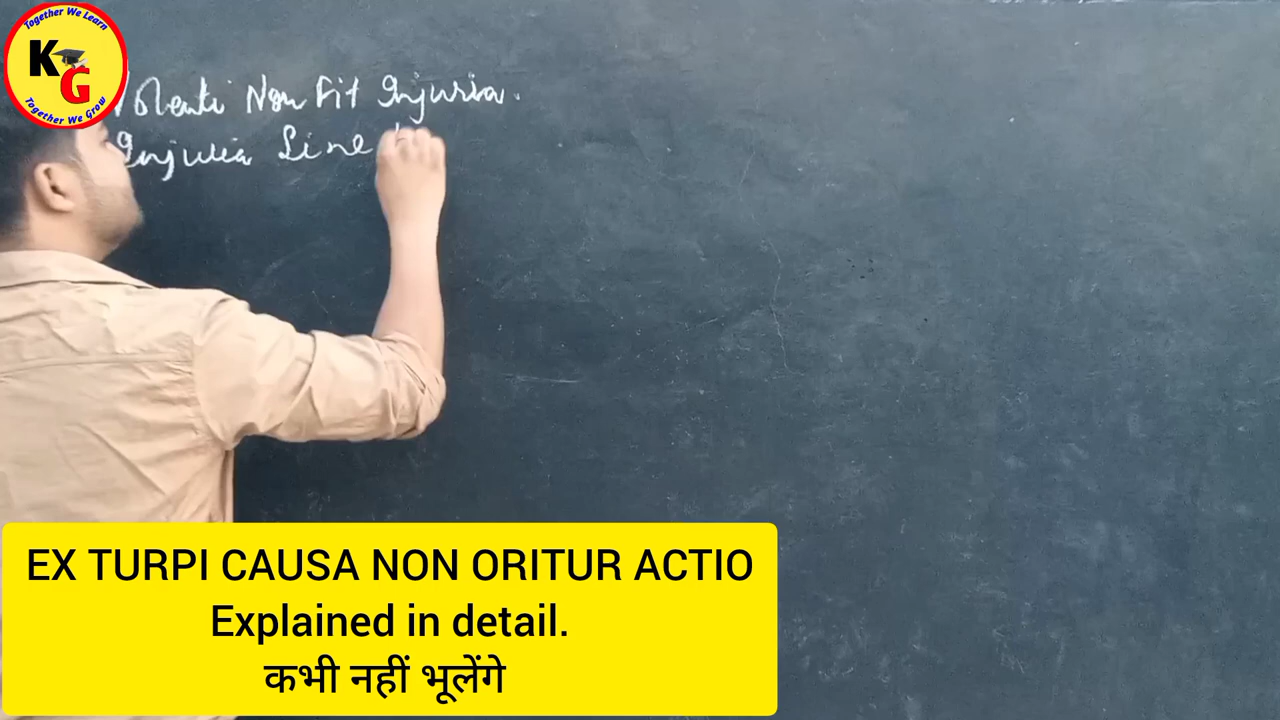 Together We Learn
KG
Together We Grow
Volenti Non Fit Injuria.
Injuria Sine
EX TURPI CAUSA NON ORITUR ACTIO
Explained in detail.
कभी नहीं भूलेंगे